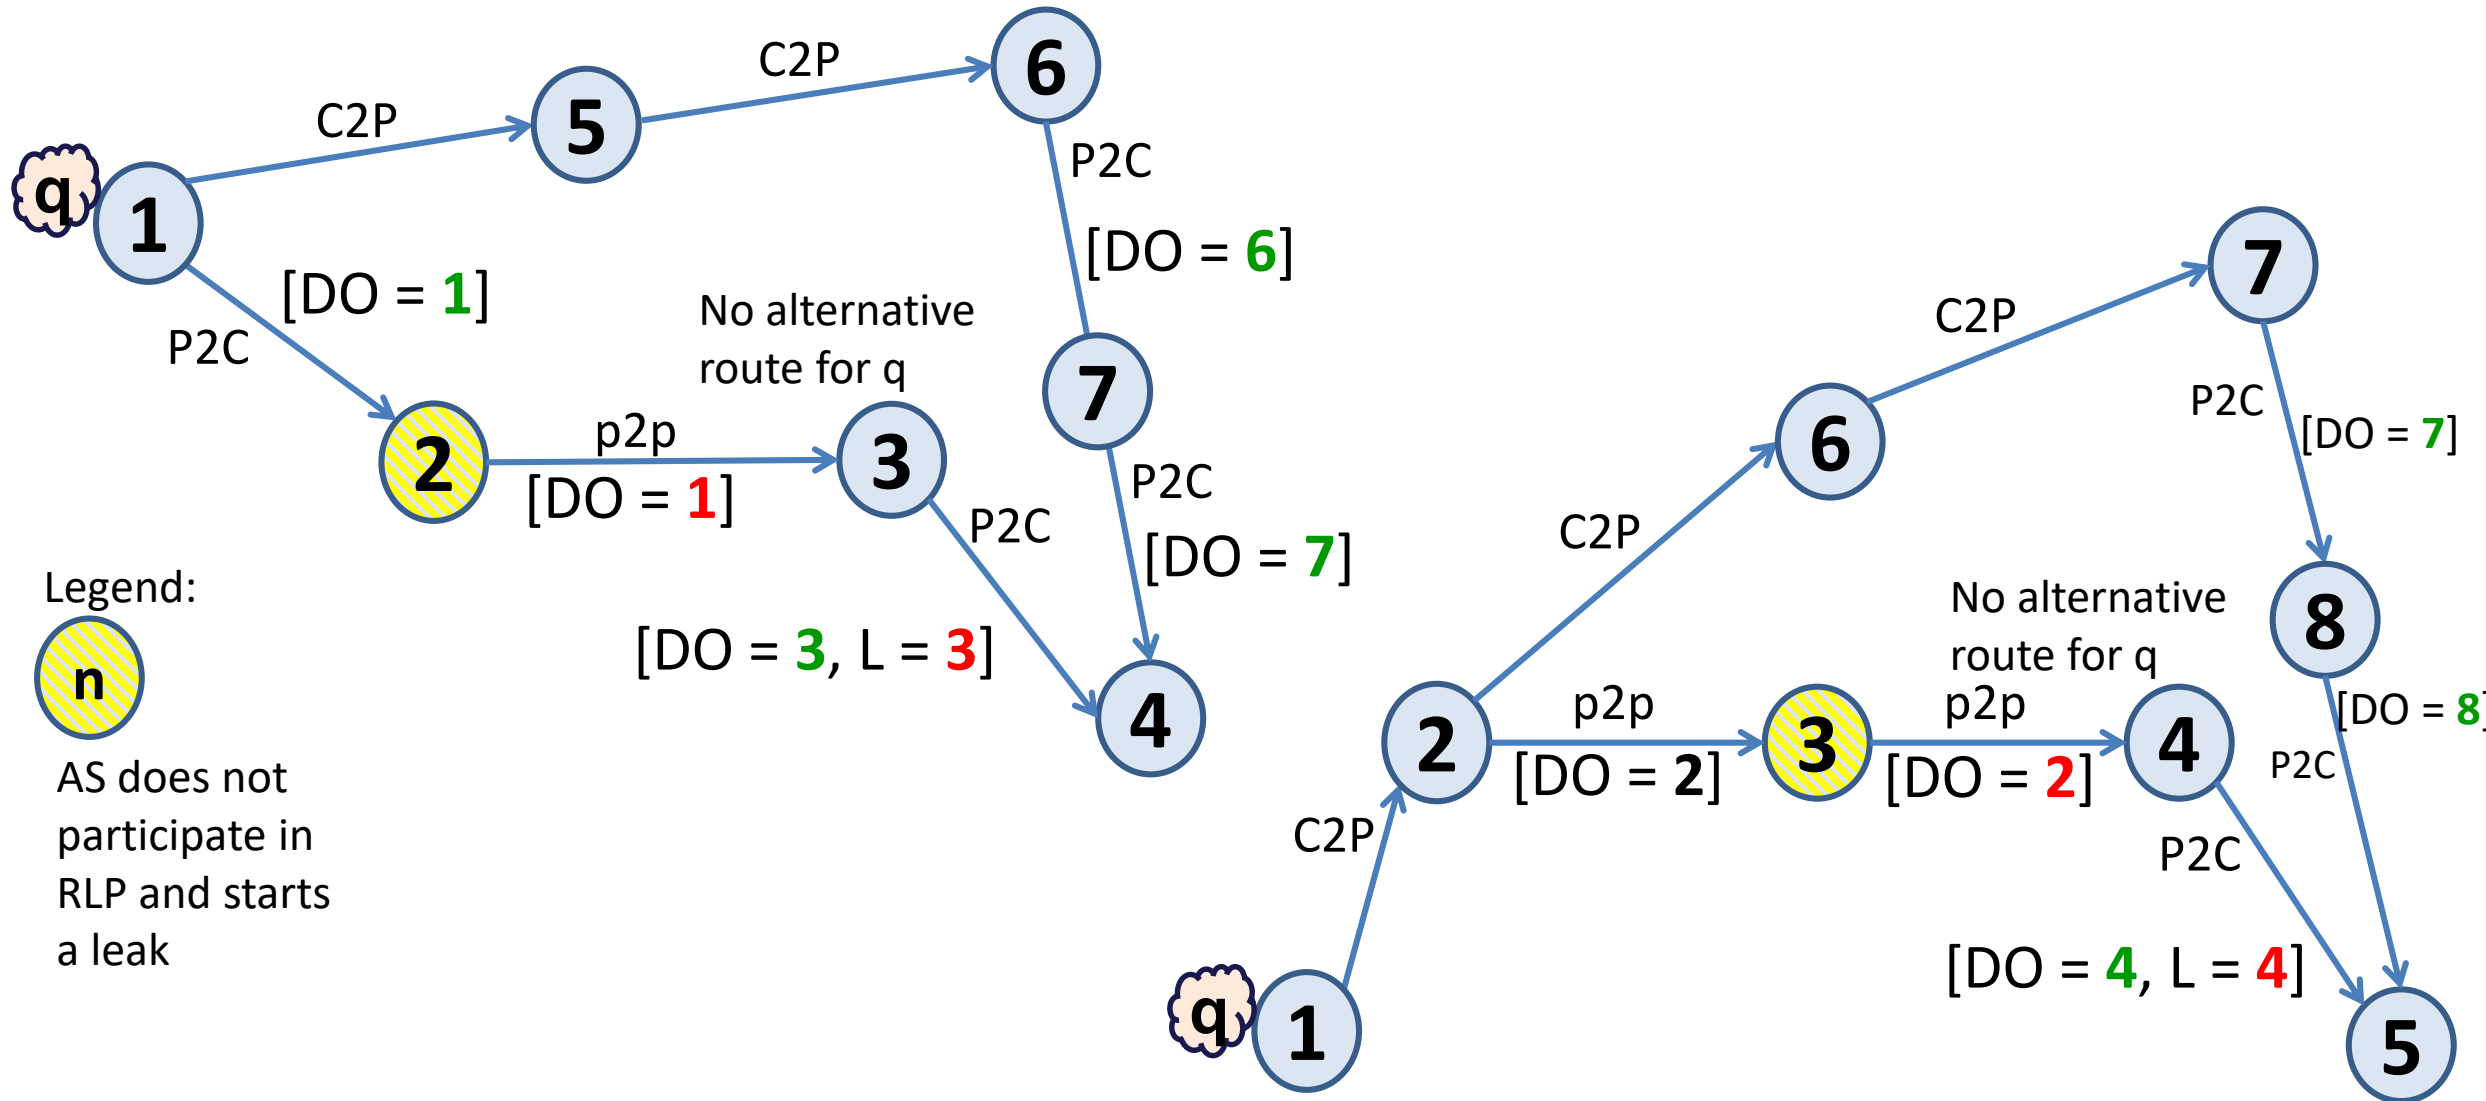 C2P
6
C2P
5
P2C
q
1
[DO = 6]
[DO = 1]
No alternative
route for q
P2C
7
p2p
2
3
[DO = 1]
P2C
P2C
[DO = 7]
[DO = 3, L = 3]
4
Legend:
n
AS does not
participate in
RLP and starts
a leak
7
C2P
P2C
[DO = 7]
6
C2P
8
No alternative
route for q
p2p
p2p
[DO = 8]
2
3
4
P2C
[DO = 2]
[DO = 2]
C2P
P2C
[DO = 4, L = 4]
q
1
5